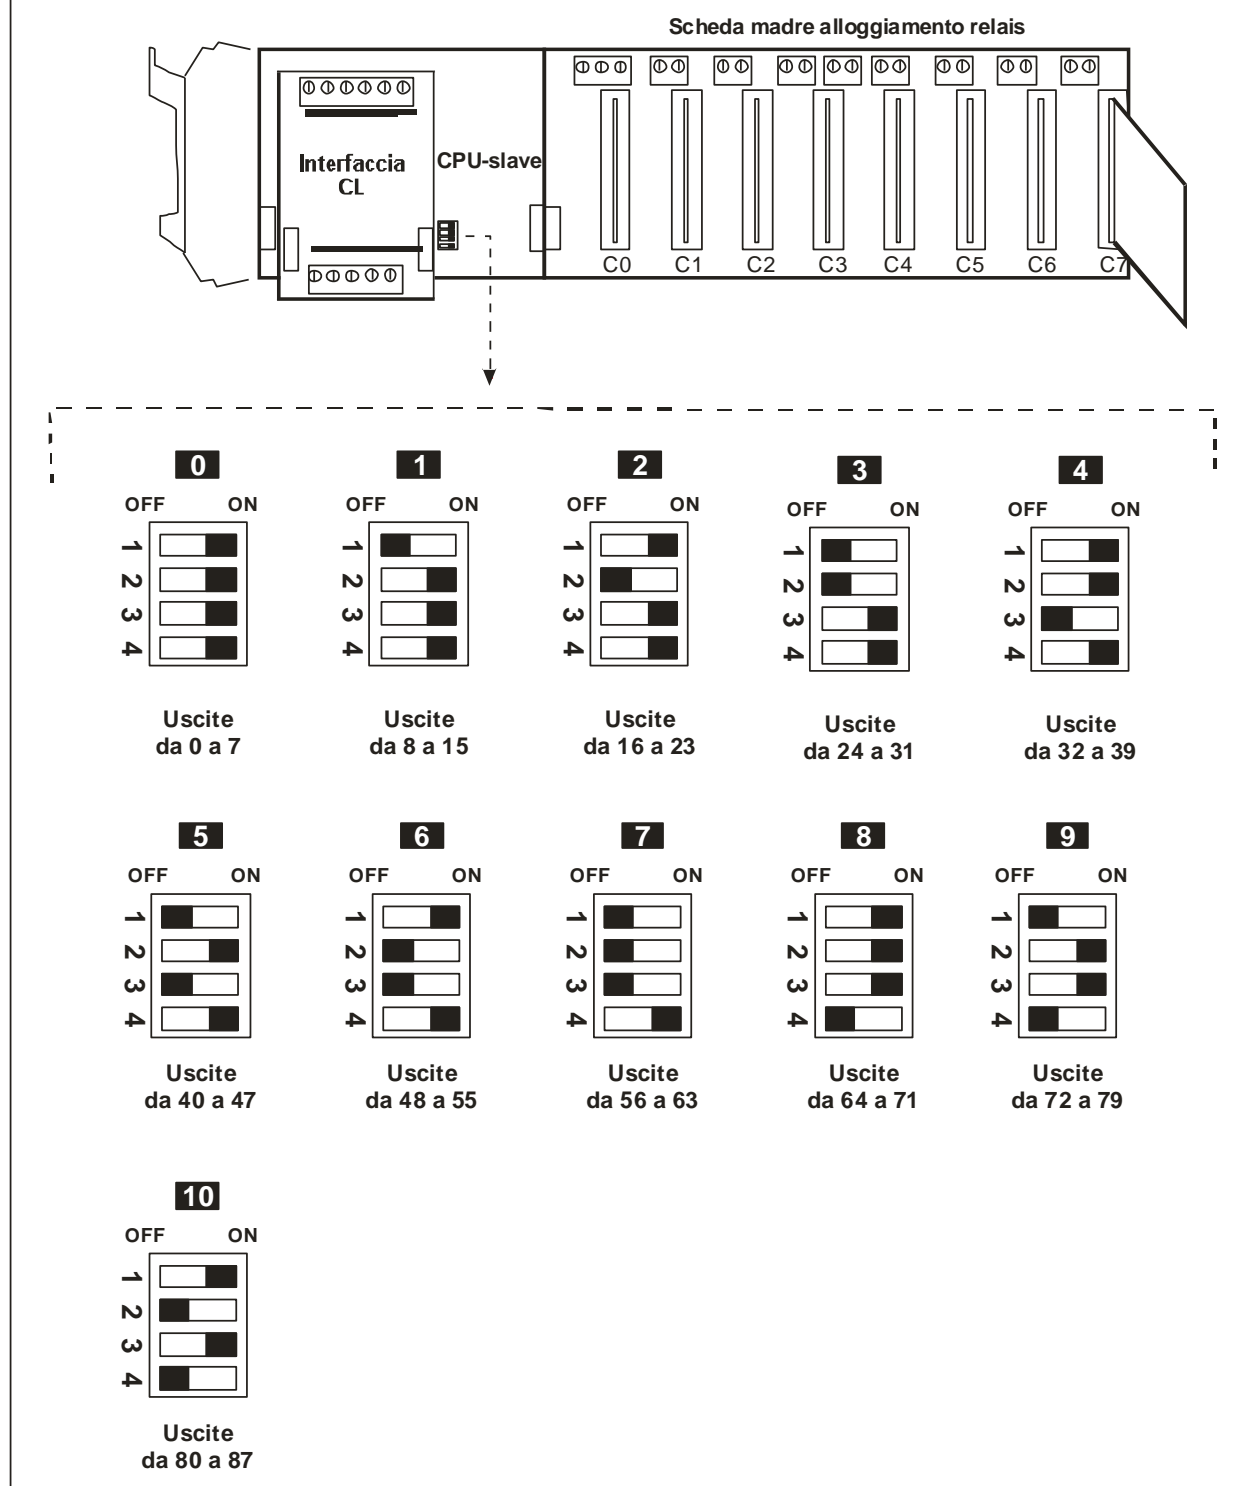 Scheda madre alloggiamento relais
Interfaccia
CL
CPU-slave
C0 C1 C2 C3 C4 C5 C6 C7
0 1 2 3 4
OFF ON OFF ON OFF ON OFF ON OFF ON
1 1 1 1 1
2 2 2 2 2
3 3 3 3 3
4 4 4 4 4
Uscite Uscite Uscite Uscite Uscite
da 0 a 7 da 8 a 15 da 16 a 23 da 24 a 31 da 32 a 39
5 6 7 8 9
OFF ON OFF ON OFF ON OFF ON OFF ON
1 1 1 1 1
2 2 2 2 2
3 3 3 3 3
4 4 4 4 4
Uscite Uscite Uscite Uscite Uscite
da 40 a 47 da 48 a 55 da 56 a 63 da 64 a 71 da 72 a 79
10
OFF ON
1
2
3
4
Uscite
da 80 a 87